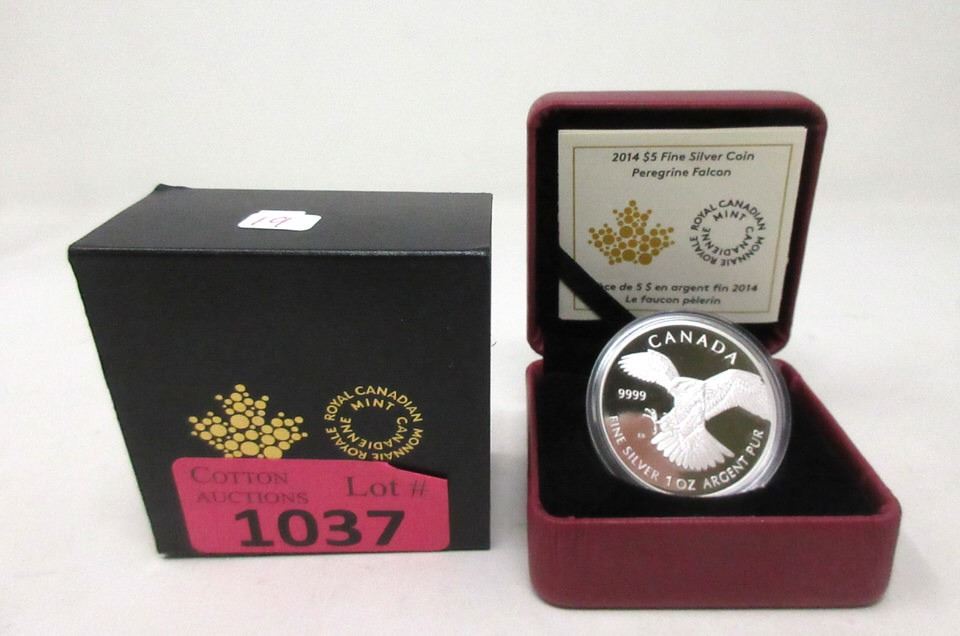 19
ROYAL CANADIAN MINT
MONNAIE ROYALE CANADIENNE
COTTON
AUCTIONS
Lot #
1037
2014 $5 Fine Silver Coin
Peregrine Falcon
ROYAL CANADIAN MINT
MONNAIE ROYALE CANADIENNE
ce de 5 $ en argent fin 2014
Le faucon pèlerin
CANADA
9999
FINE SILVER 1 OZ ARGENT PUR